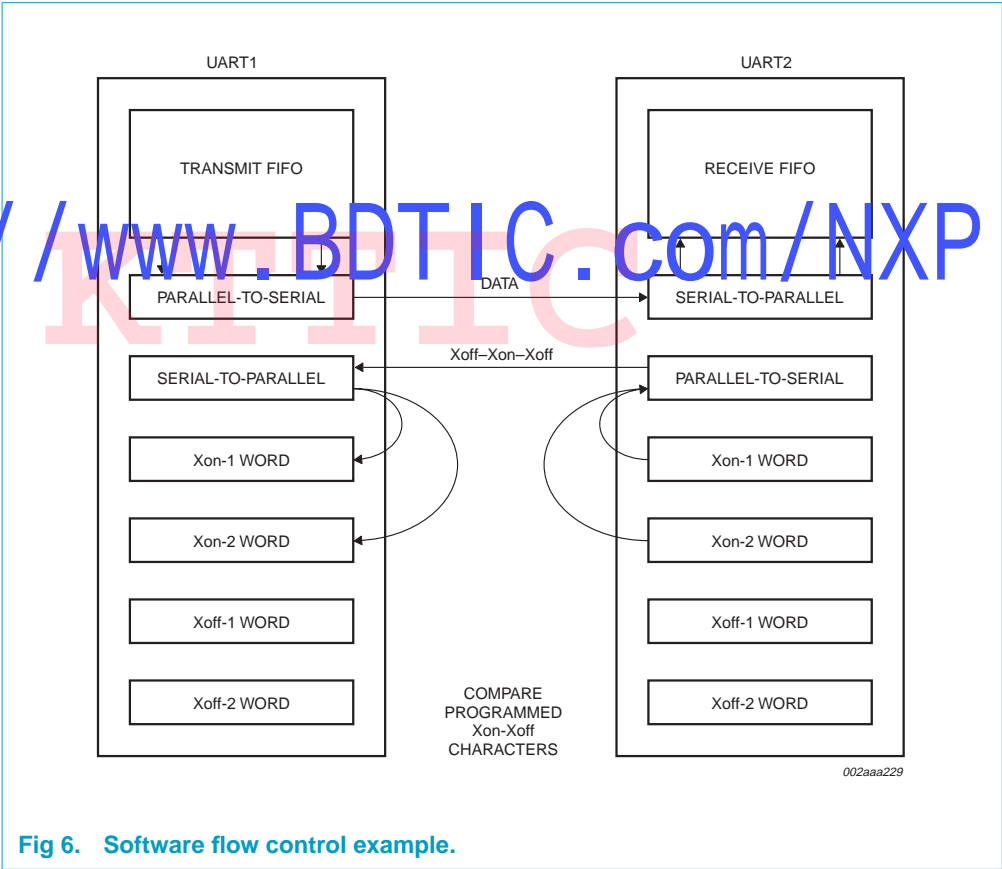 UART1
UART2
TRANSMIT FIFO
RECEIVE FIFO
//www.BDTIC.com/NXP
KTTIC
PARALLEL-TO-SERIAL
DATA
SERIAL-TO-PARALLEL
Xoff–Xon–Xoff
SERIAL-TO-PARALLEL
PARALLEL-TO-SERIAL
Xon-1 WORD
Xon-1 WORD
Xon-2 WORD
Xon-2 WORD
Xoff-1 WORD
Xoff-1 WORD
Xoff-2 WORD
Xoff-2 WORD
COMPARE
PROGRAMMED
Xon-Xoff
CHARACTERS
002aaa229
Fig 6. Software flow control example.